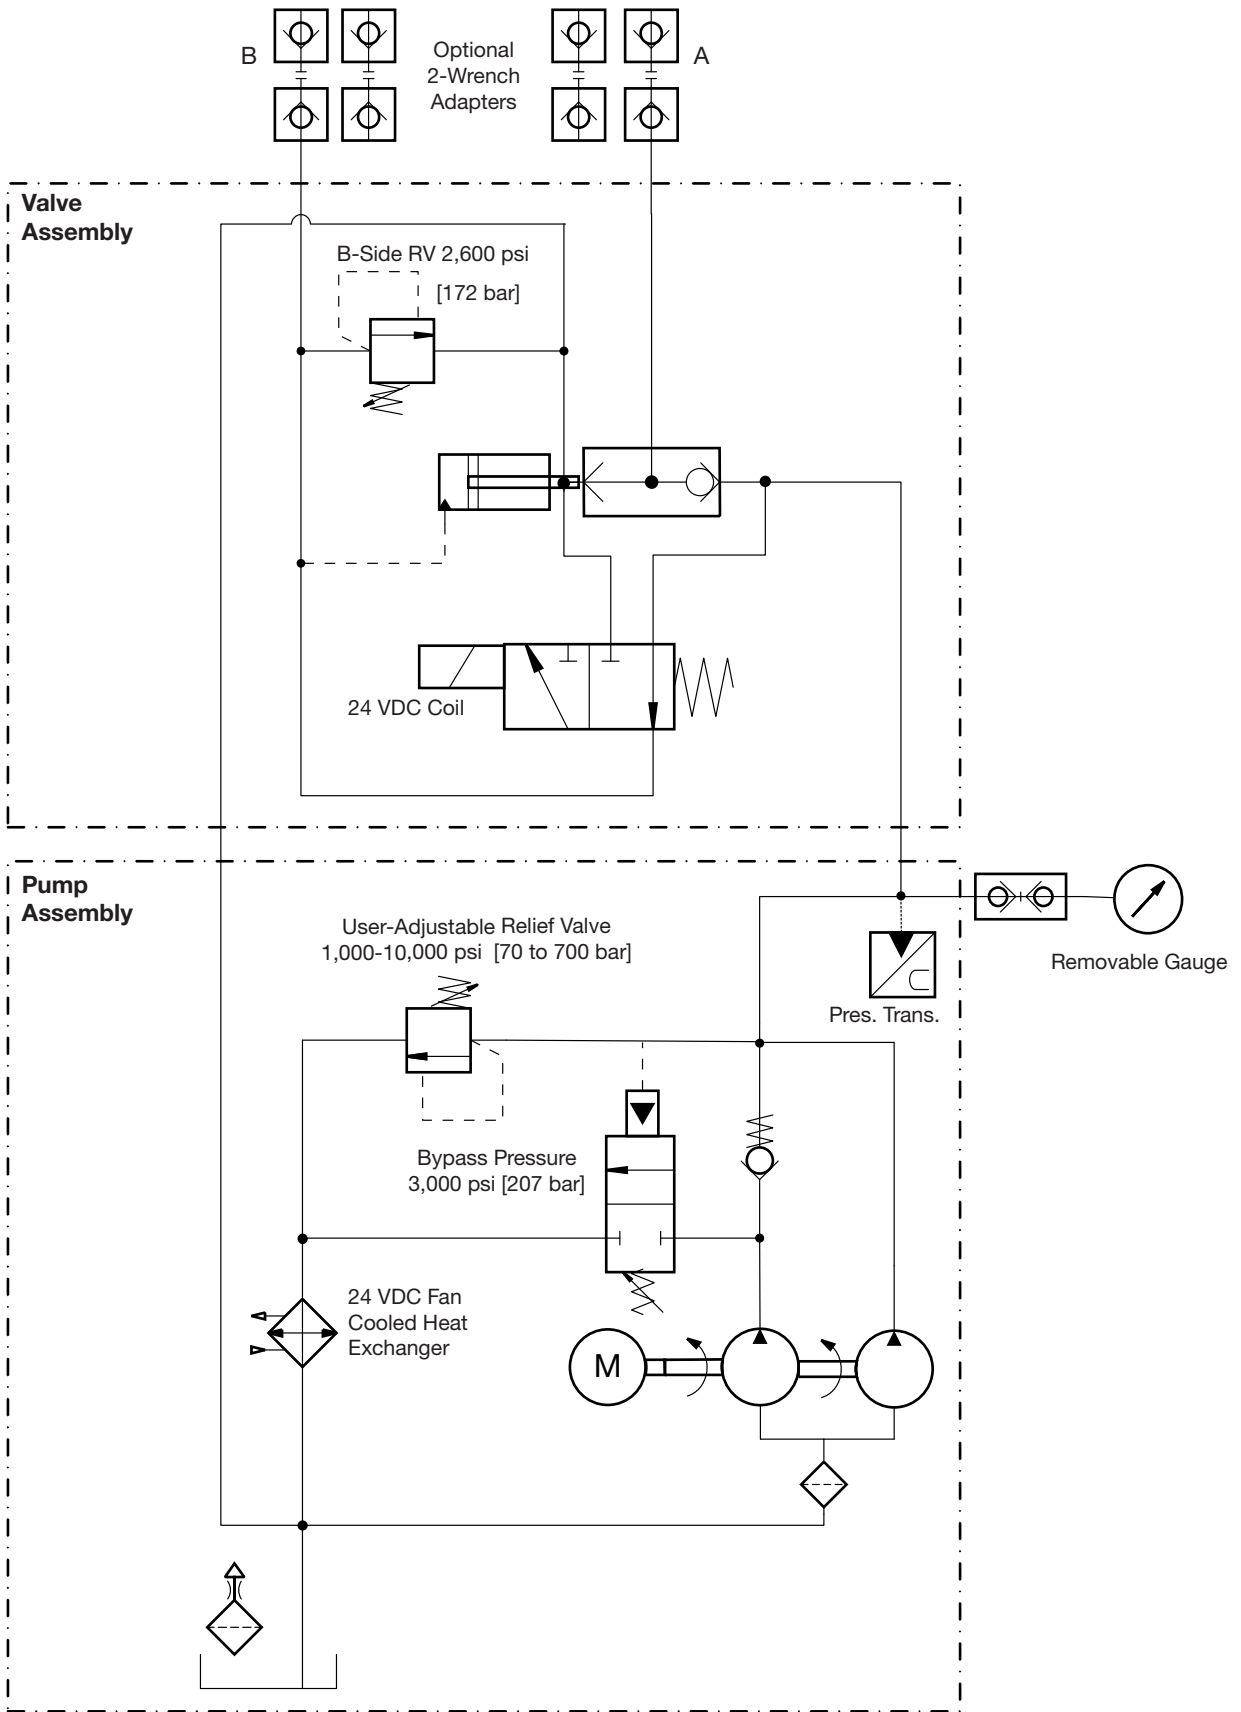 B
Optional
2-Wrench
Adapters
A
Valve
Assembly
B-Side RV 2,600 psi
[172 bar]
24 VDC Coil
Pump
Assembly
User-Adjustable Relief Valve
1,000-10,000 psi [70 to 700 bar]
Removable Gauge
Pres. Trans.
Bypass Pressure
3,000 psi [207 bar]
24 VDC Fan
Cooled Heat
Exchanger
M